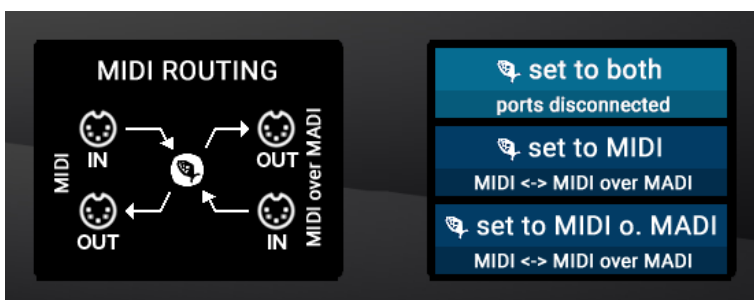 MIDI ROUTING
MIDI
IN
OUT
OUT
IN
MIDI over MADI
set to both
ports disconnected
set to MIDI
MIDI <-> MIDI over MADI
set to MIDI o. MADI
MIDI <-> MIDI over MADI